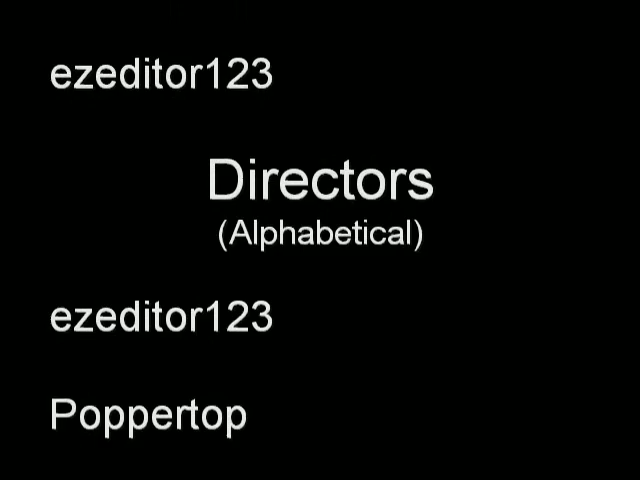 ezeditor123
Directors
(Alphabetical)
ezeditor123
Poppertop